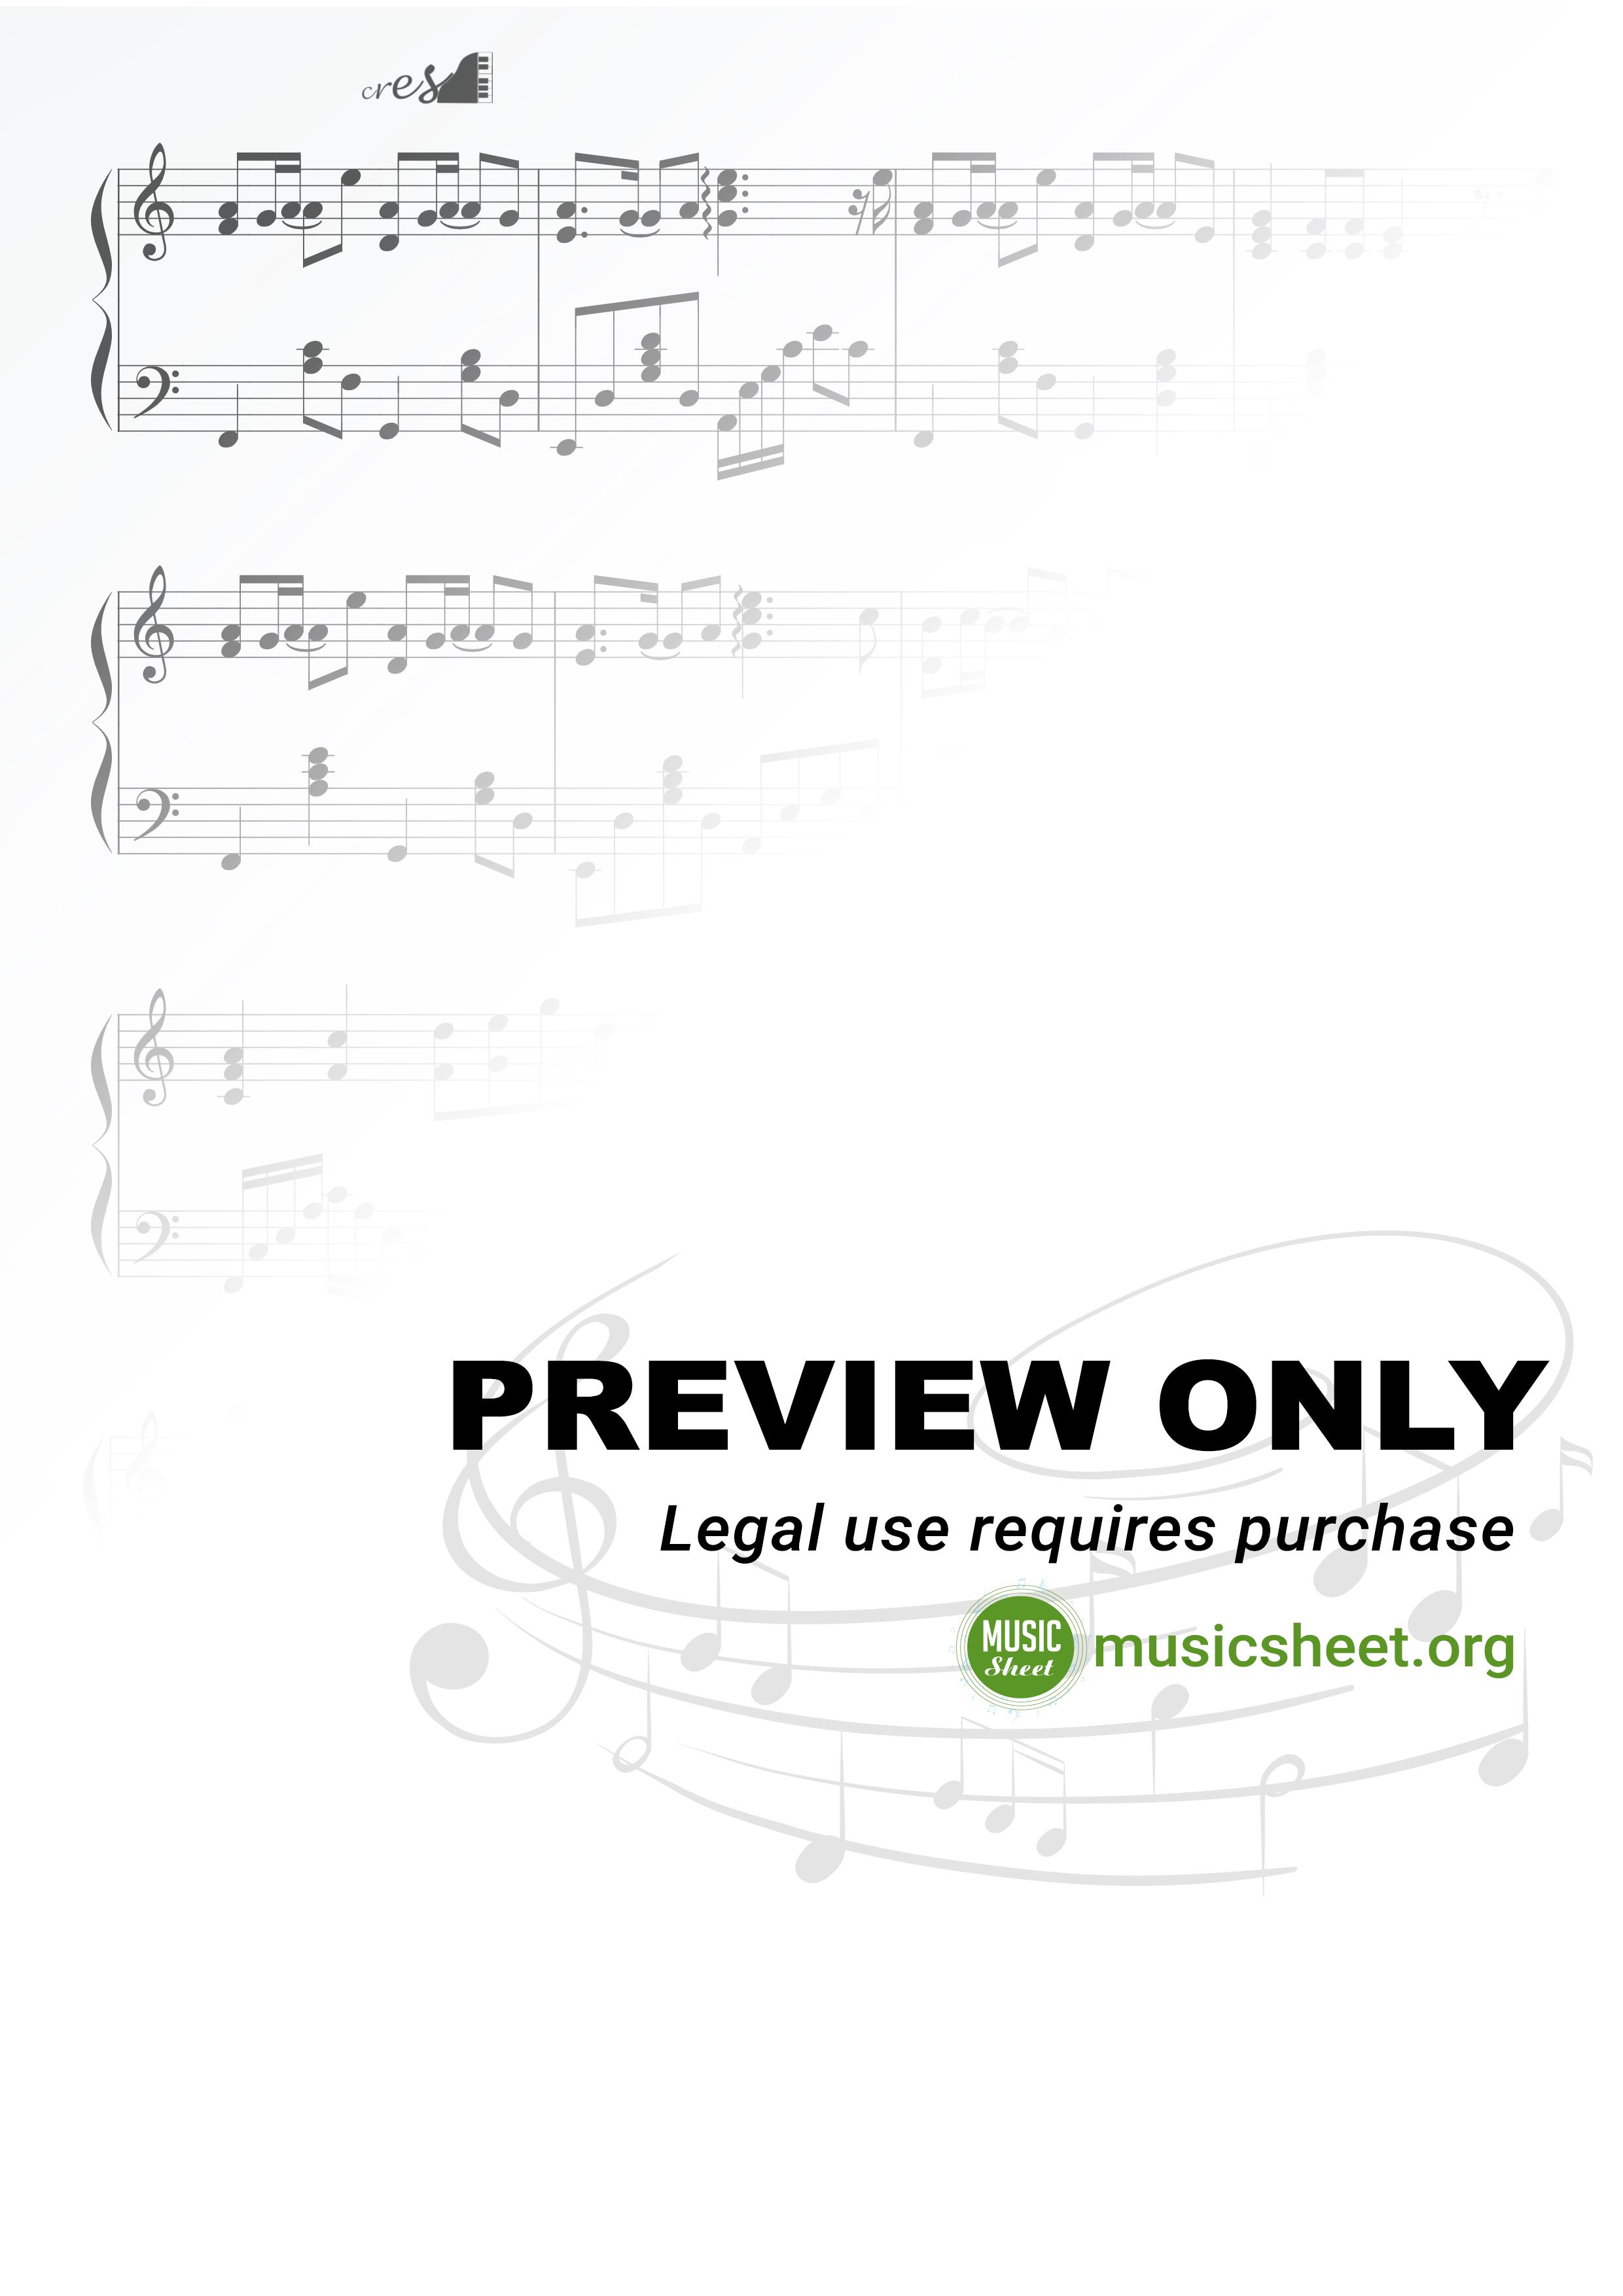 cres
PREVIEW ONLY
Legal use requires purchase
MUSIC
Sheet
musicsheet.org